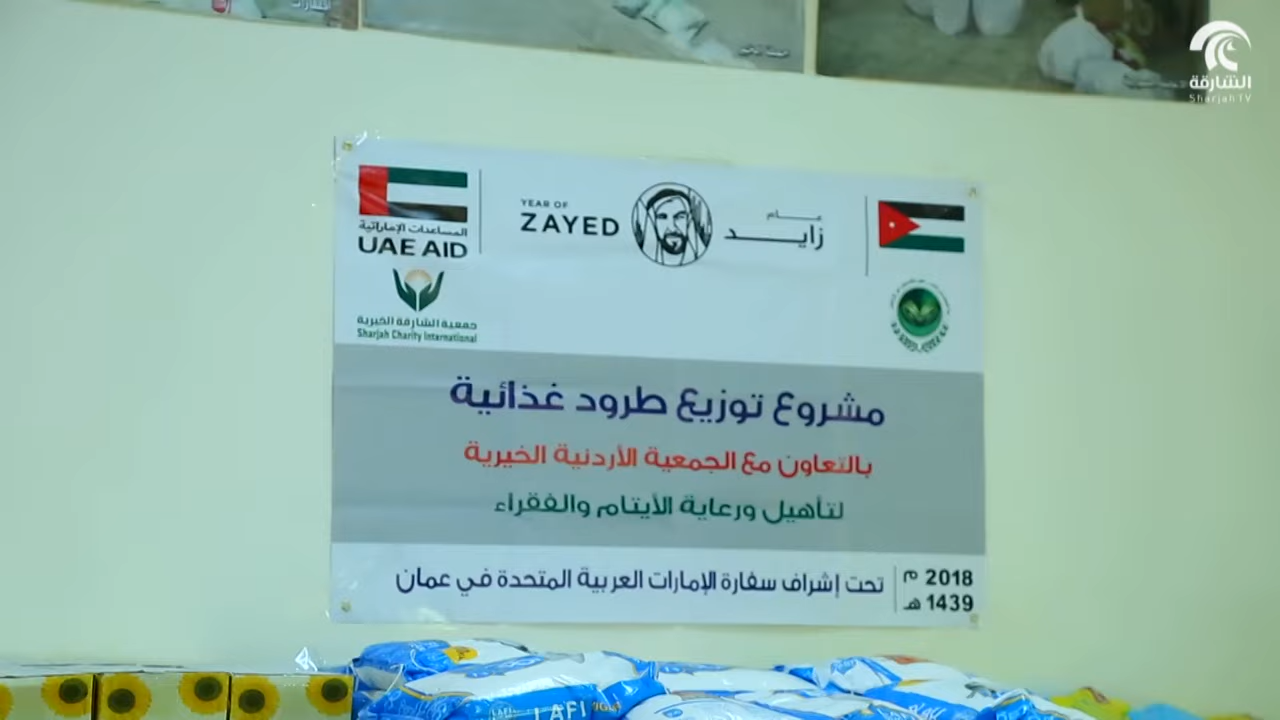 الشارقة
Sharjah TV
المساعدات الإماراتية
UAE AID
YEAR OF
ZAYED
عام
زايد
جمعية الشارقة الخيرية
Sharjah Charity International
مشروع توزيع طرود غذائية
بالتعاون مع الجمعية الأردنية الخيرية
لتأهيل ورعاية الأيتام والفقراء
تحت إشراف سفارة الإمارات العربية المتحدة في عمان
2018 م
1439 هـ
LAFI